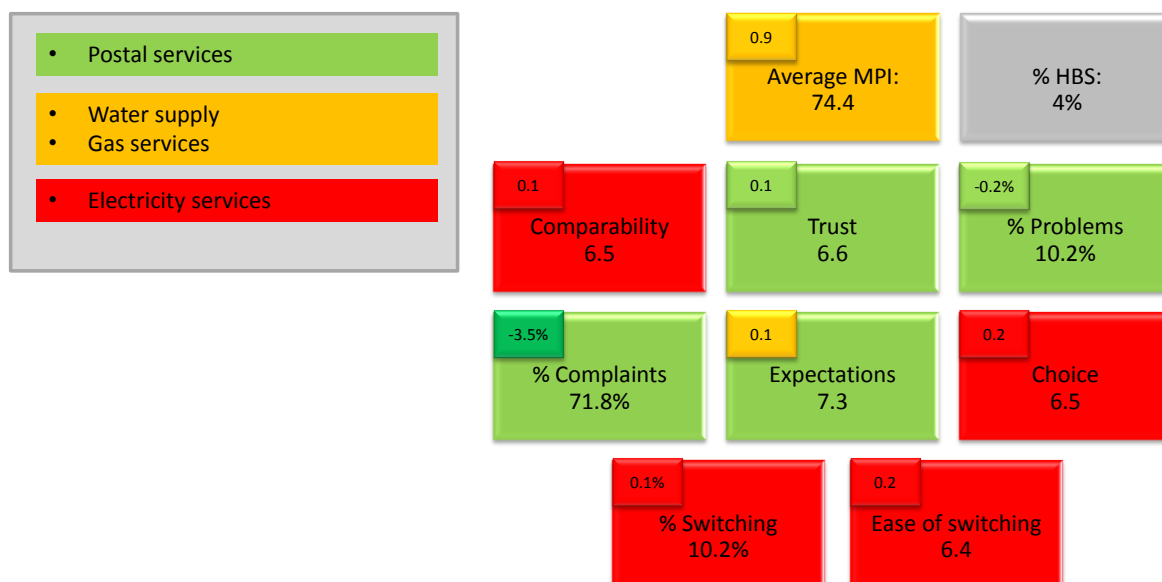 • Postal services
• Water supply
• Gas services
• Electricity services
0.9
Average MPI:
74.4
% HBS:
4%
0.1
Comparability
6.5
0.1
Trust
6.6
-0.2%
% Problems
10.2%
-3.5%
% Complaints
71.8%
0.1
Expectations
7.3
0.2
Choice
6.5
0.1%
% Switching
10.2%
0.2
Ease of switching
6.4